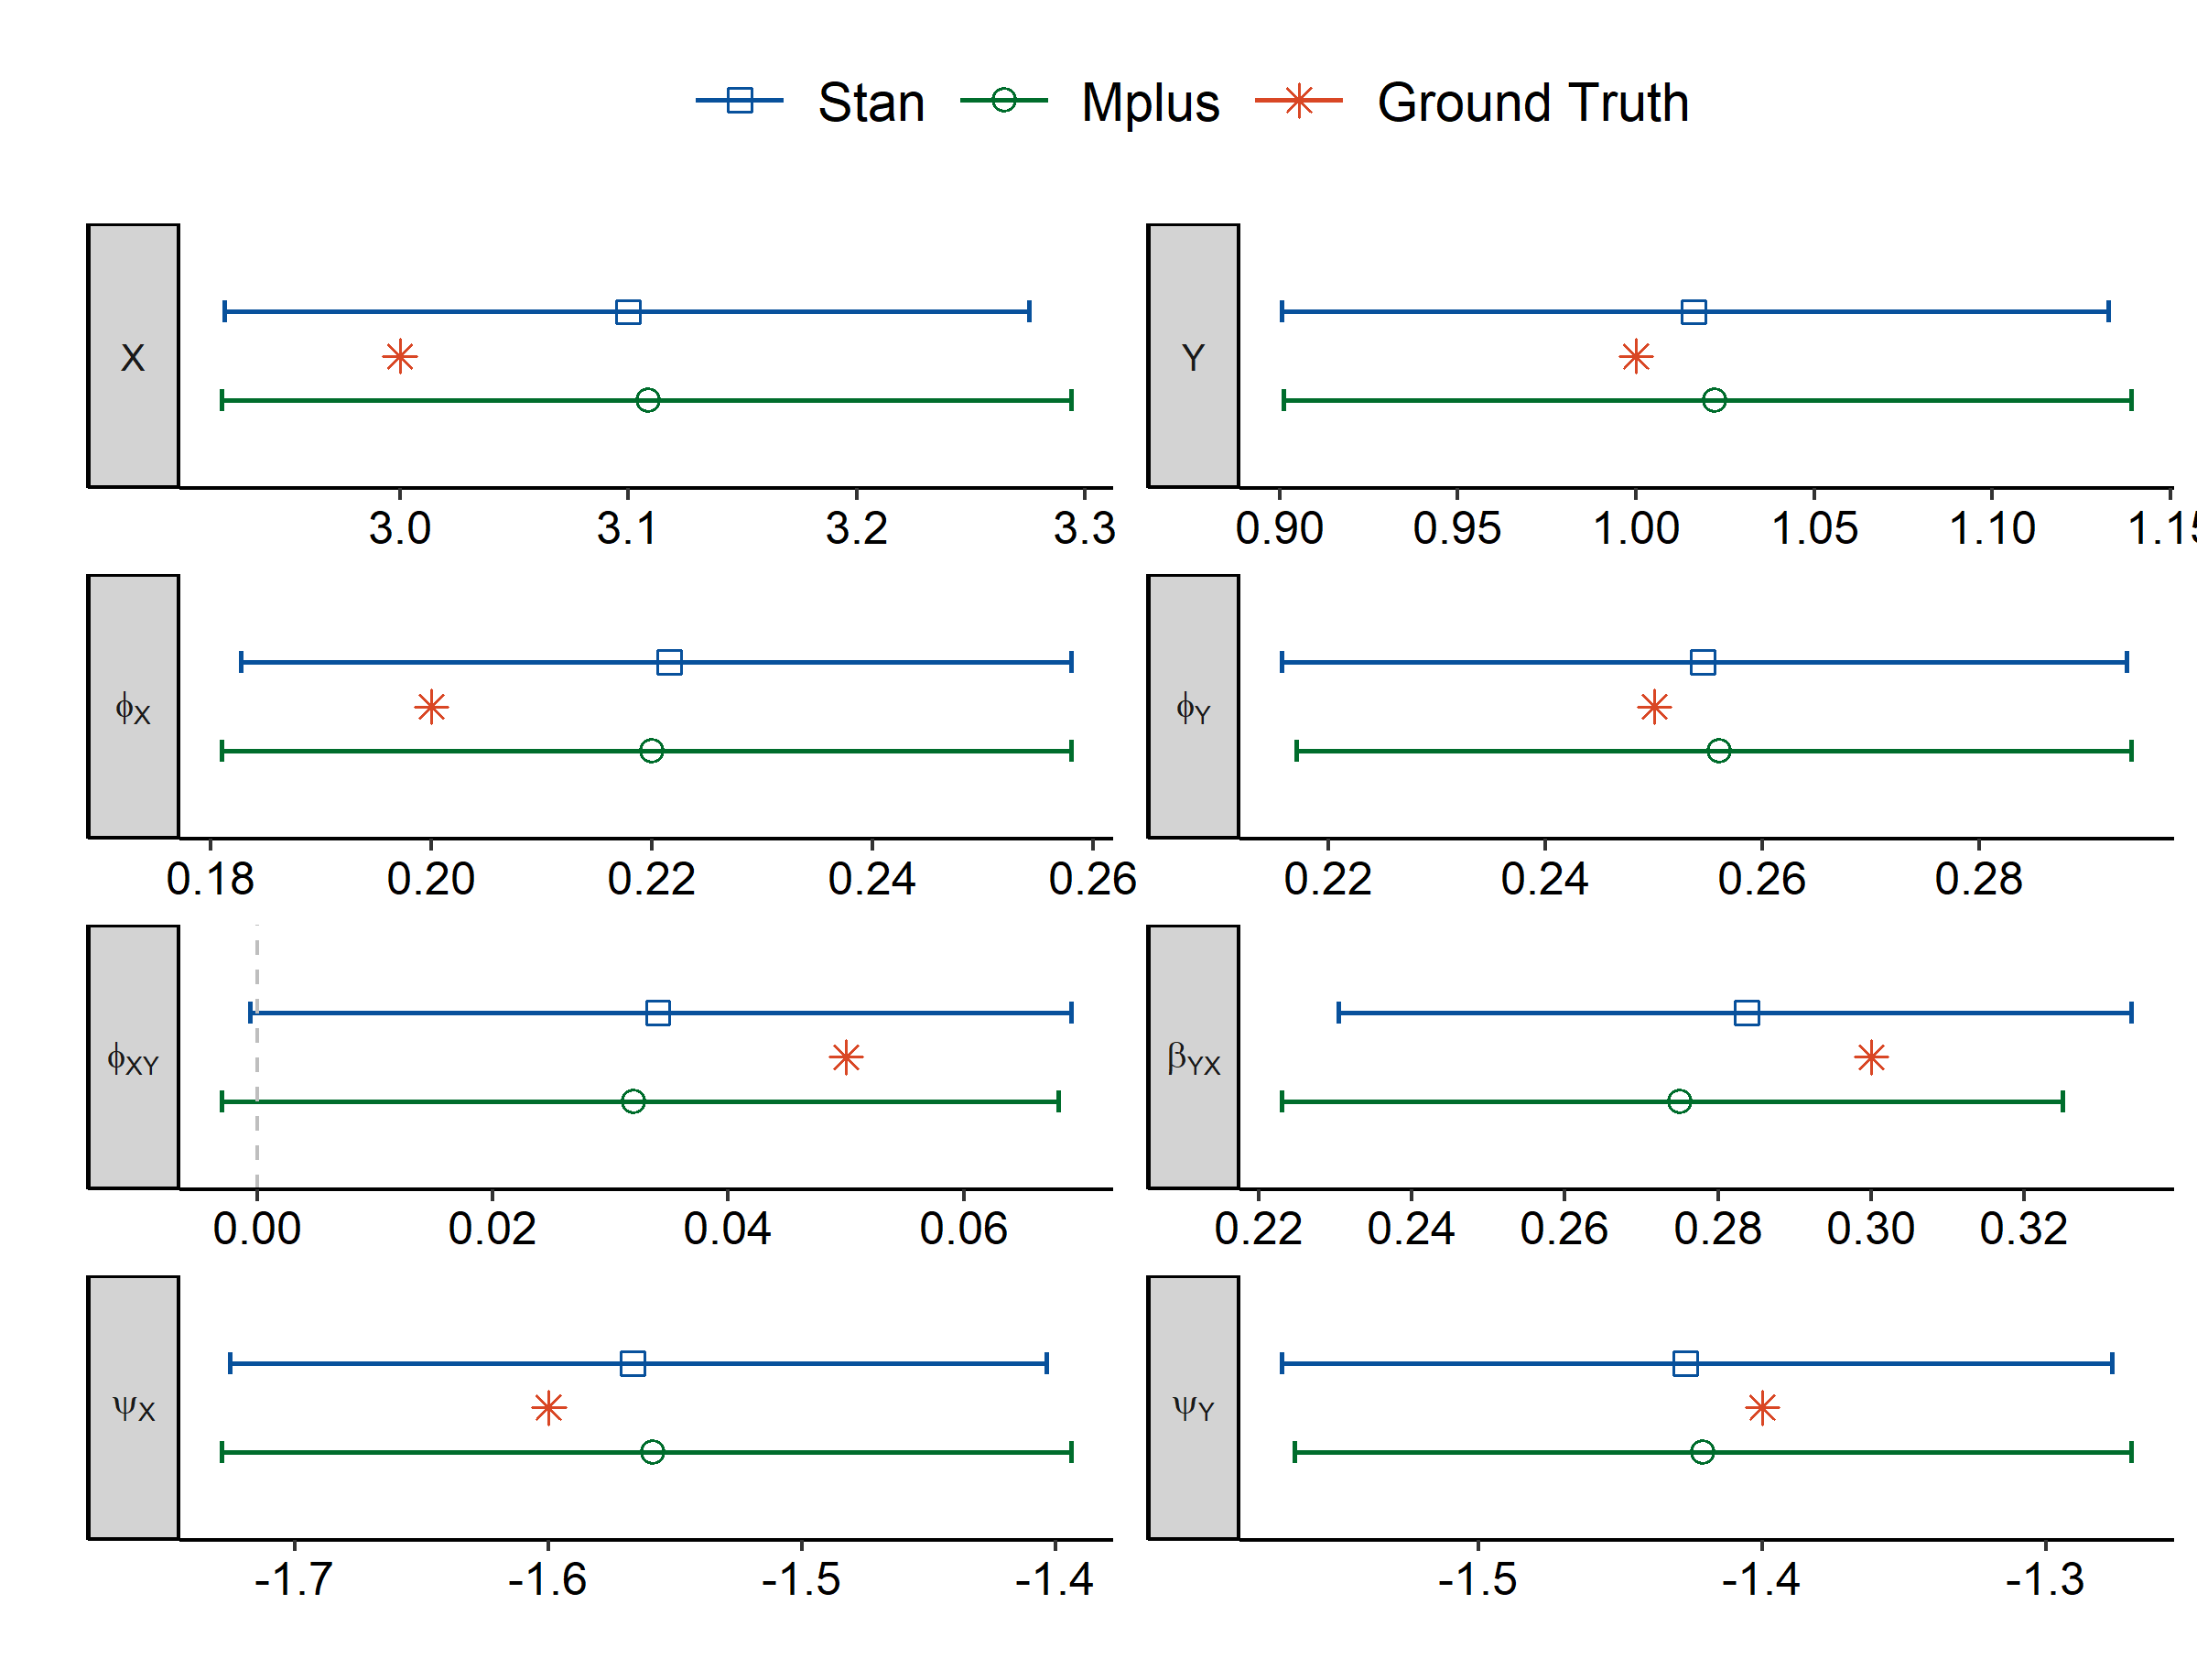 Stan Mplus Ground Truth
X
3.0 3.1 3.2 3.3
Y
0.90 0.95 1.00 1.05 1.10 1.15
ϕX
0.18 0.20 0.22 0.24 0.26
ϕY
0.22 0.24 0.26 0.28
ϕXY
0.00 0.02 0.04 0.06
βYX
0.22 0.24 0.26 0.28 0.30 0.32
ψX
-1.7 -1.6 -1.5 -1.4
ψY
-1.5 -1.4 -1.3